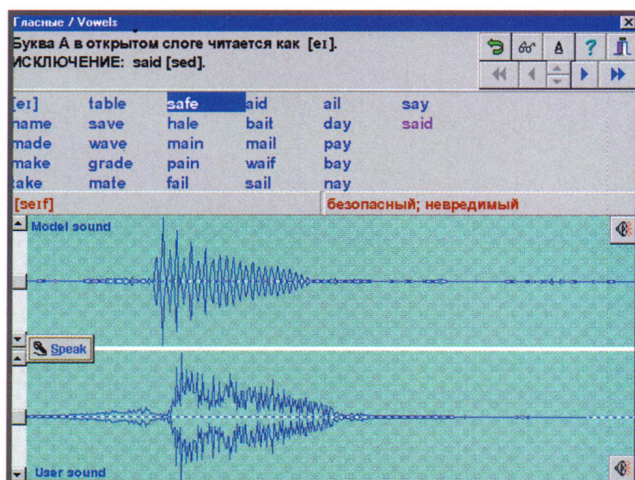 Гласные / Vowels
Буква А в открытом слоге читается как [eɪ].
ИСКЛЮЧЕНИЕ: said [sed].
A ?
[eɪ] table safe aid ail say
name save hale bait day said
made wave main mail pay
make grade pain waif bay
take mate fail sail nay
[seɪf] безопасный; невредимый
Model sound
Speak
User sound